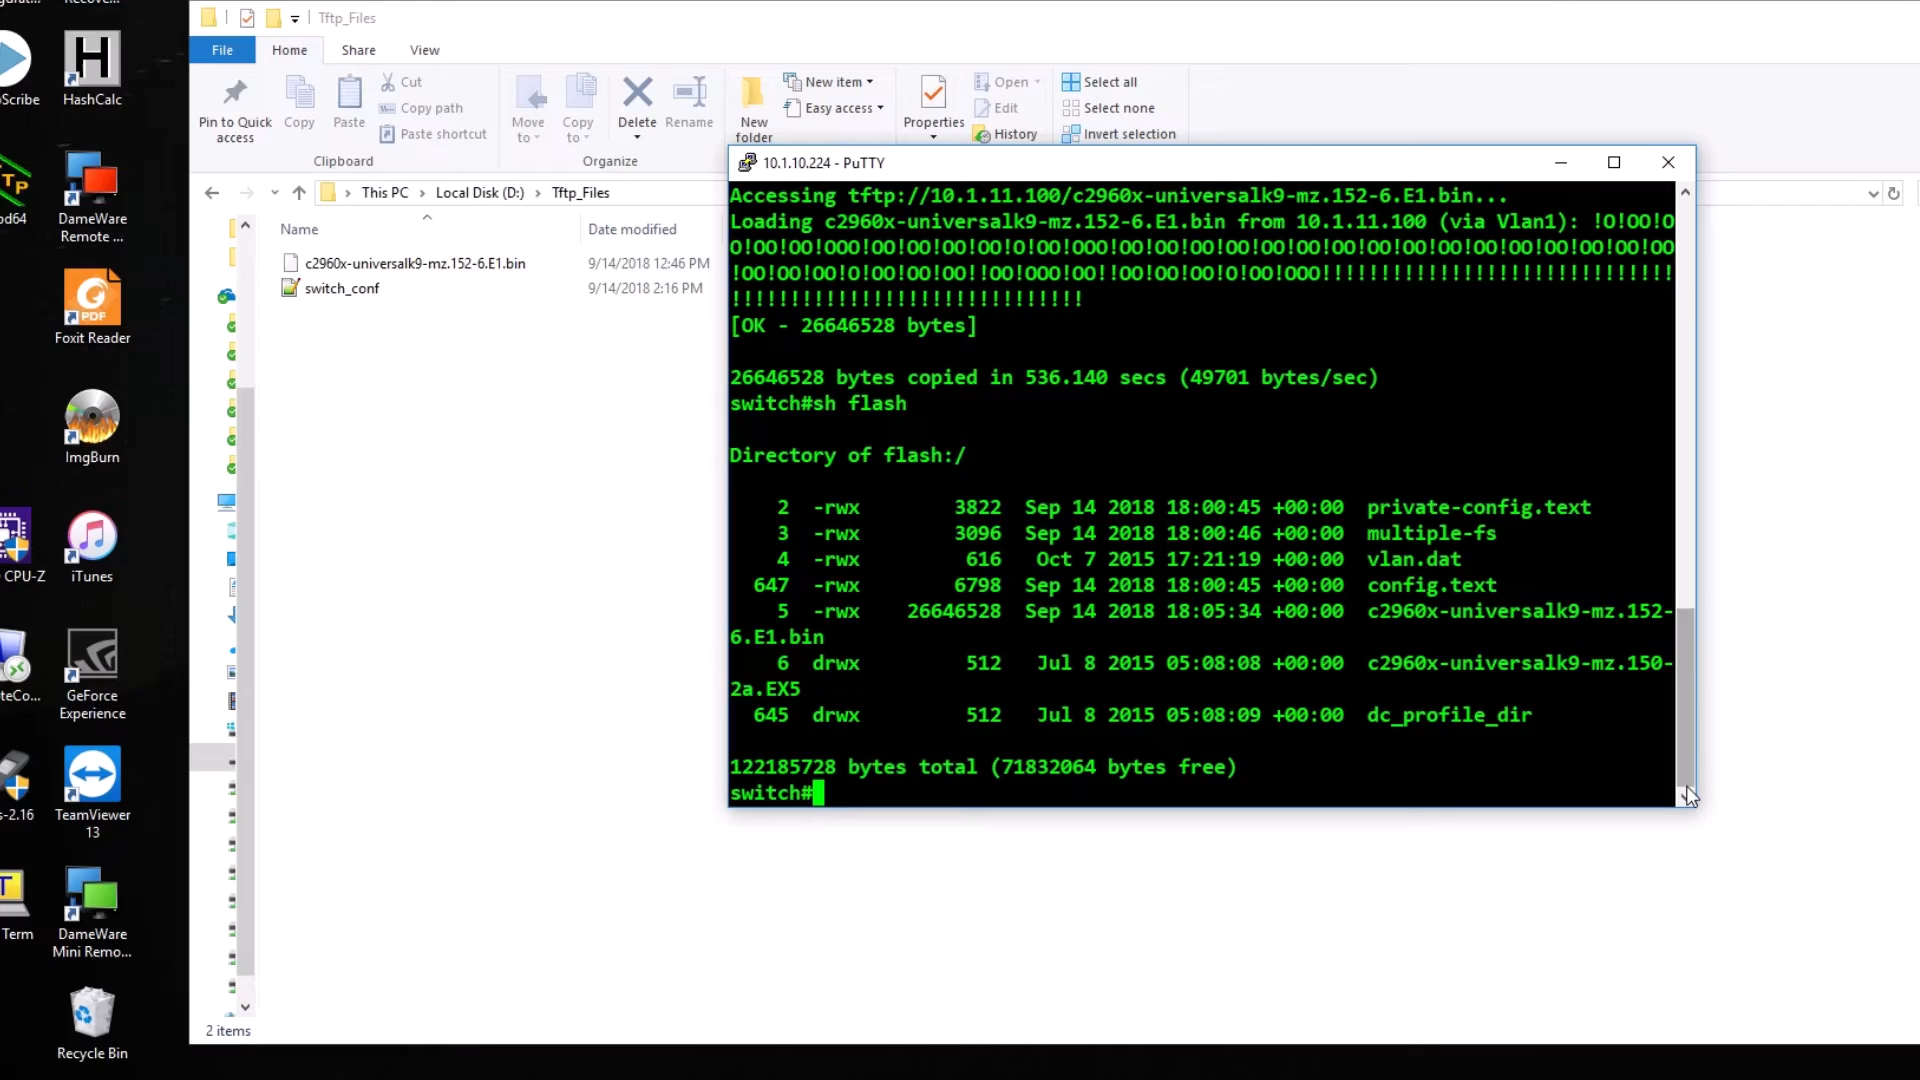 Tftp_Files
File Home Share View
Pin to Quick access
Copy
Paste
Cut
Copy path
Paste shortcut
Clipboard
Move to
Copy to
Delete
Rename
Organize
New folder
New item
Easy access
Properties
Open
Edit
History
Select all
Select none
Invert selection
This PC Local Disk (D:) Tftp_Files
Name Date modified
c2960x-universalk9-mz.152-6.E1.bin 9/14/2018 12:46 PM
switch_conf 9/14/2018 2:16 PM
2 items
10.1.10.224 - PuTTY
Accessing tftp://10.1.11.100/c2960x-universalk9-mz.152-6.E1.bin...
Loading c2960x-universalk9-mz.152-6.E1.bin from 10.1.11.100 (via Vlan1): !O!OO!O
O!OO!OO!OOO!OO!OO!OO!OO!O!OO!OOO!OO!OO!OO!OO!OO!OO!OO!OO!OO!OO!OO!OO!OO!OO!OO!OO
!OO!OO!OO!O!OO!OO!!OO!OOO!OO!!OO!OO!OO!O!OO!OOO!!!!!!!!!!!!!!!!!!!!!!!!!!!!!!
!!!!!!!!!!!!!!!!!!!!!!!!!!!!!!
[OK - 26646528 bytes]
26646528 bytes copied in 536.140 secs (49701 bytes/sec)
switch#sh flash
Directory of flash:/
2 -rwx 3822 Sep 14 2018 18:00:45 +00:00 private-config.text
3 -rwx 3096 Sep 14 2018 18:00:46 +00:00 multiple-fs
4 -rwx 616 Oct 7 2015 17:21:19 +00:00 vlan.dat
647 -rwx 6798 Sep 14 2018 18:00:45 +00:00 config.text
5 -rwx 26646528 Sep 14 2018 18:05:34 +00:00 c2960x-universalk9-mz.152-
6.E1.bin
6 drwx 512 Jul 8 2015 05:08:08 +00:00 c2960x-universalk9-mz.150-
2a.EX5
645 drwx 512 Jul 8 2015 05:08:09 +00:00 dc_profile_dir
122185728 bytes total (71832064 bytes free)
switch#
HashCalc
DameWare
Remote ...
Foxit Reader
ImgBurn
CPU-Z
iTunes
GeForce
Experience
TeamViewer
13
Term
DameWare
Mini Remo...
Recycle Bin